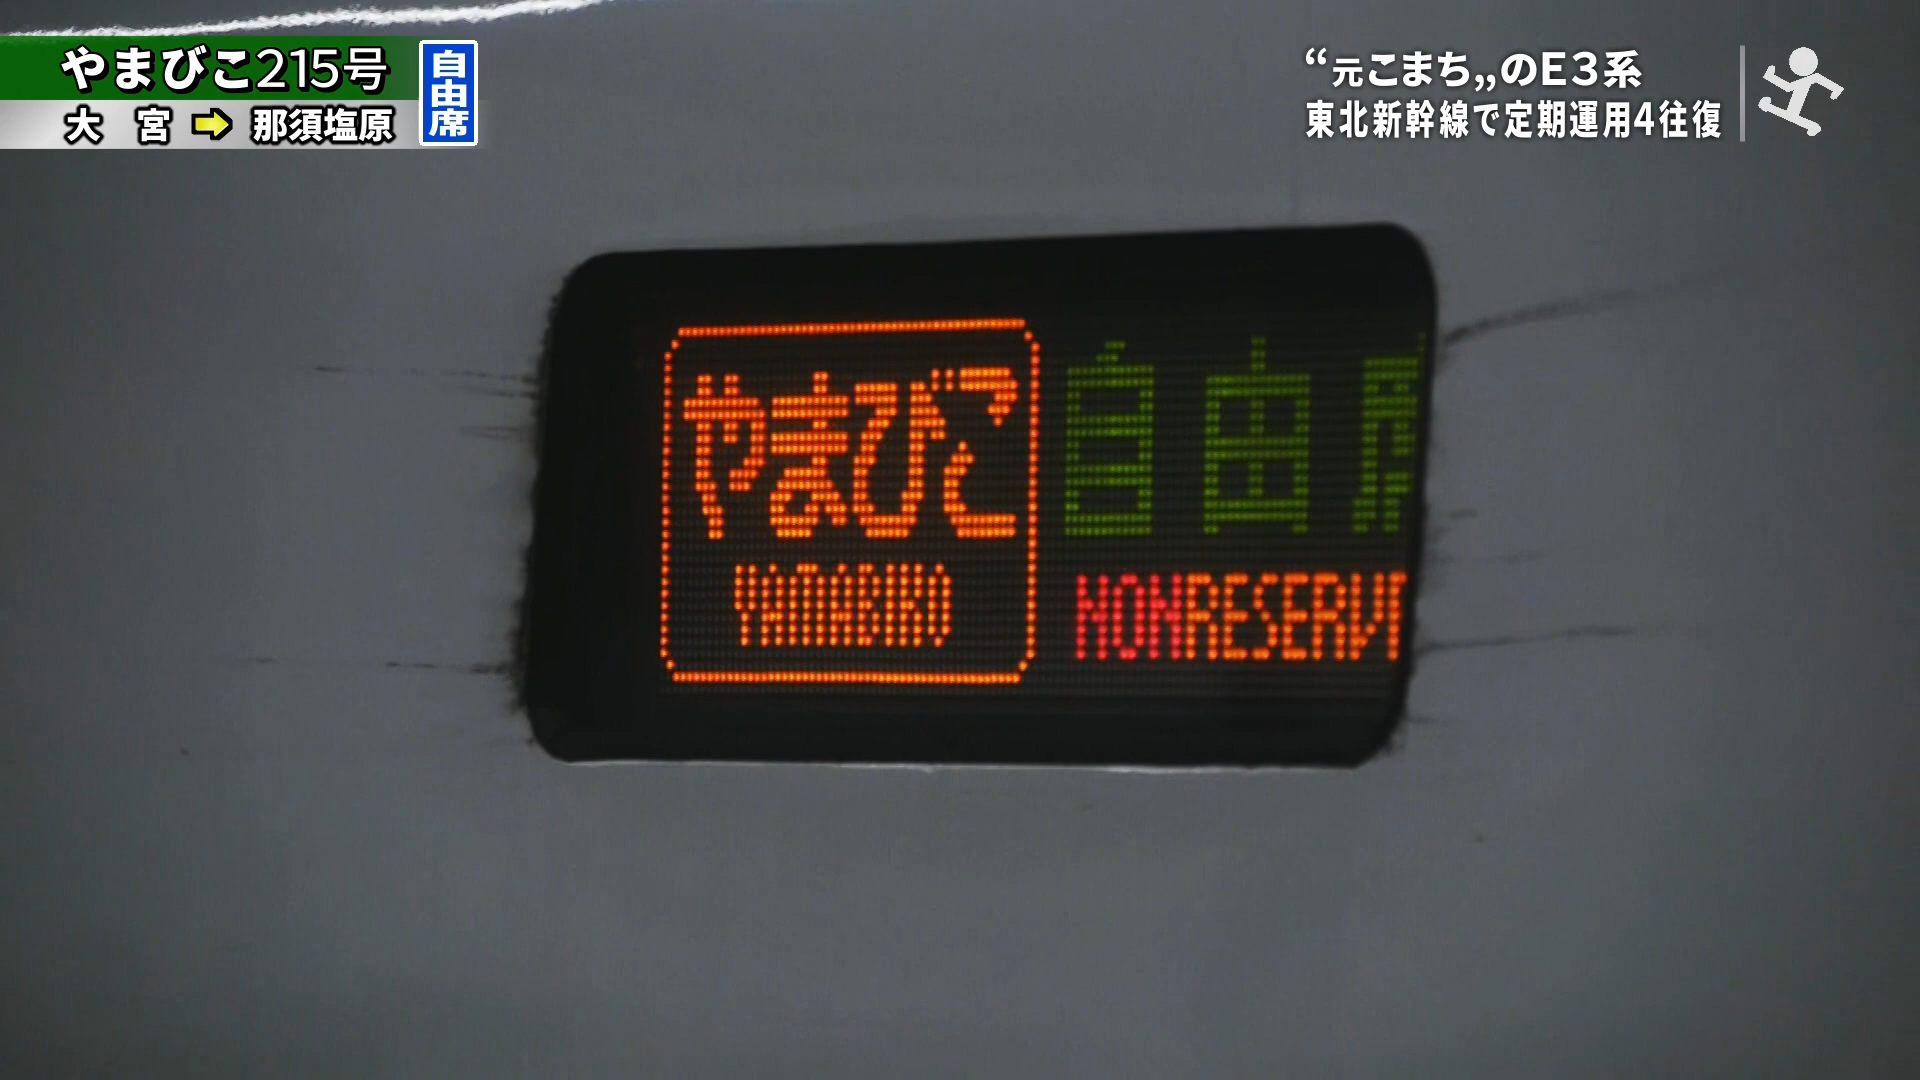 やまびこ215号
大宮➡那須塩原
自由席
“元こまち„のE3系
東北新幹線で定期運用4往復
やまびこ
YAMABIKO
自由席
NONRESERVE